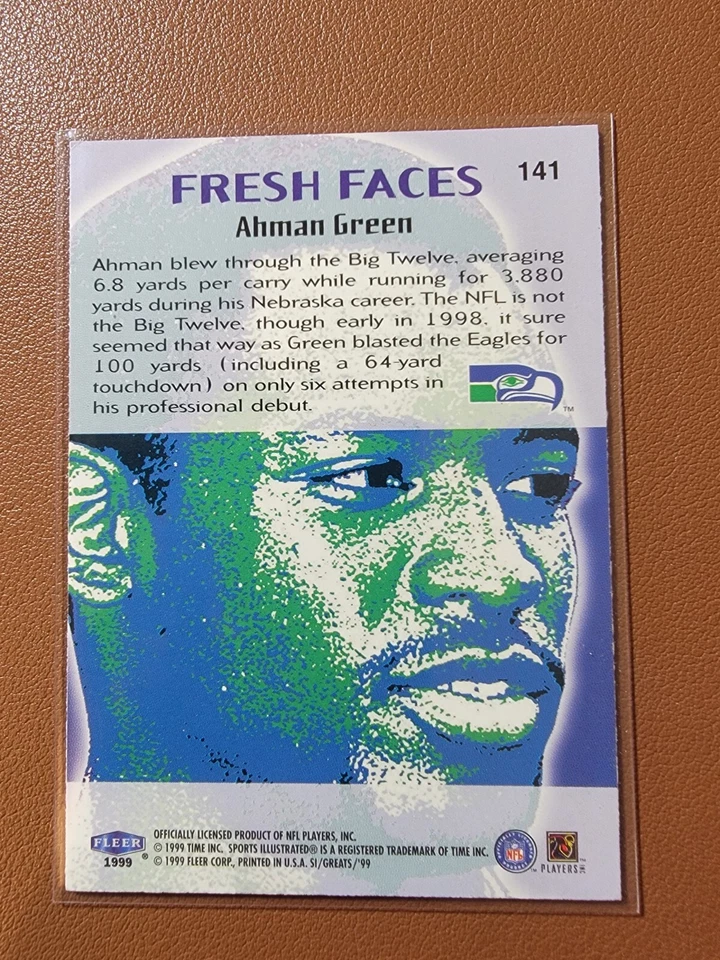 FRESH FACES 141
Ahman Green
Ahman blew through the Big Twelve, averaging
6.8 yards per carry while running for 3,880
yards during his Nebraska career. The NFL is not
the Big Twelve, though early in 1998, it sure
seemed that way as Green blasted the Eagles for
100 yards (including a 64-yard
touchdown) on only six attempts in
his professional debut.
TM
FLEER
1999 ®
OFFICIALLY LICENSED PRODUCT OF NFL PLAYERS, INC.
© 1999 TIME INC. SPORTS ILLUSTRATED® IS A REGISTERED TRADEMARK OF TIME INC.
© 1999 FLEER CORP., PRINTED IN U.S.A. SI/GREATS/'99
NFL
PLAYERS INC